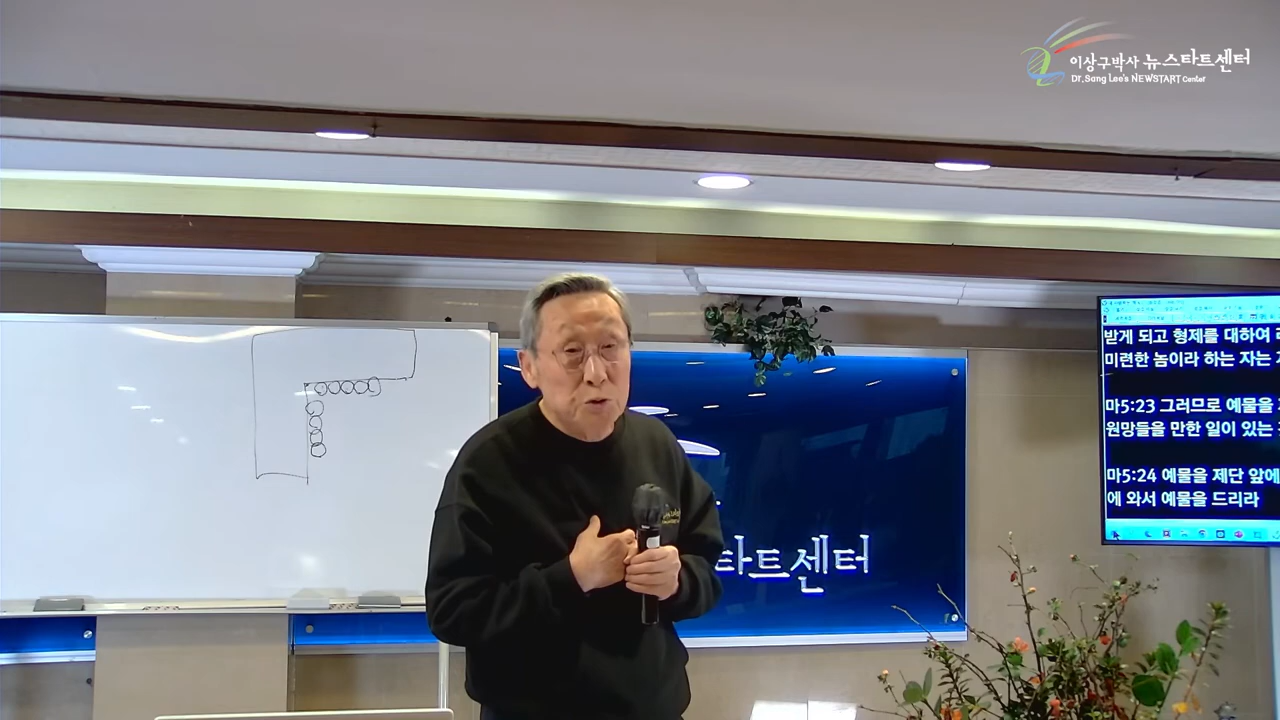 이상구박사 뉴스타트센터
Dr. Sang Lee's NEWSTART Center
받게 되고 형제를 대하여
미련한 놈이라 하는 자는
마5:23 그러므로 예물을
원망들을 만한 일이 있는
마5:24 예물을 제단 앞에
에 와서 예물을 드리라
타트센터